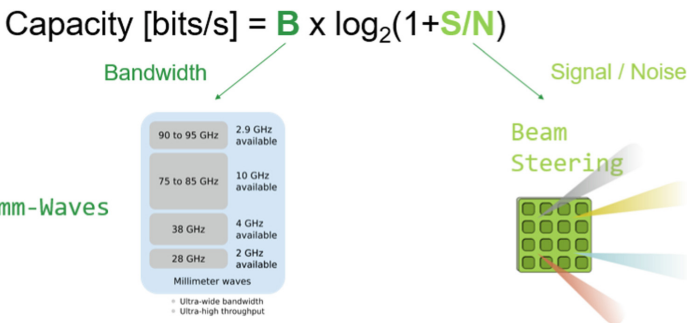 Capacity [bits/s] = B x log₂(1+S/N)
Bandwidth
Signal / Noise
mm-Waves
90 to 95 GHz
2.9 GHz
available
75 to 85 GHz
10 GHz
available
38 GHz
4 GHz
available
28 GHz
2 GHz
available
Millimeter waves
Ultra-wide bandwidth
Ultra-high throughput
Beam
Steering